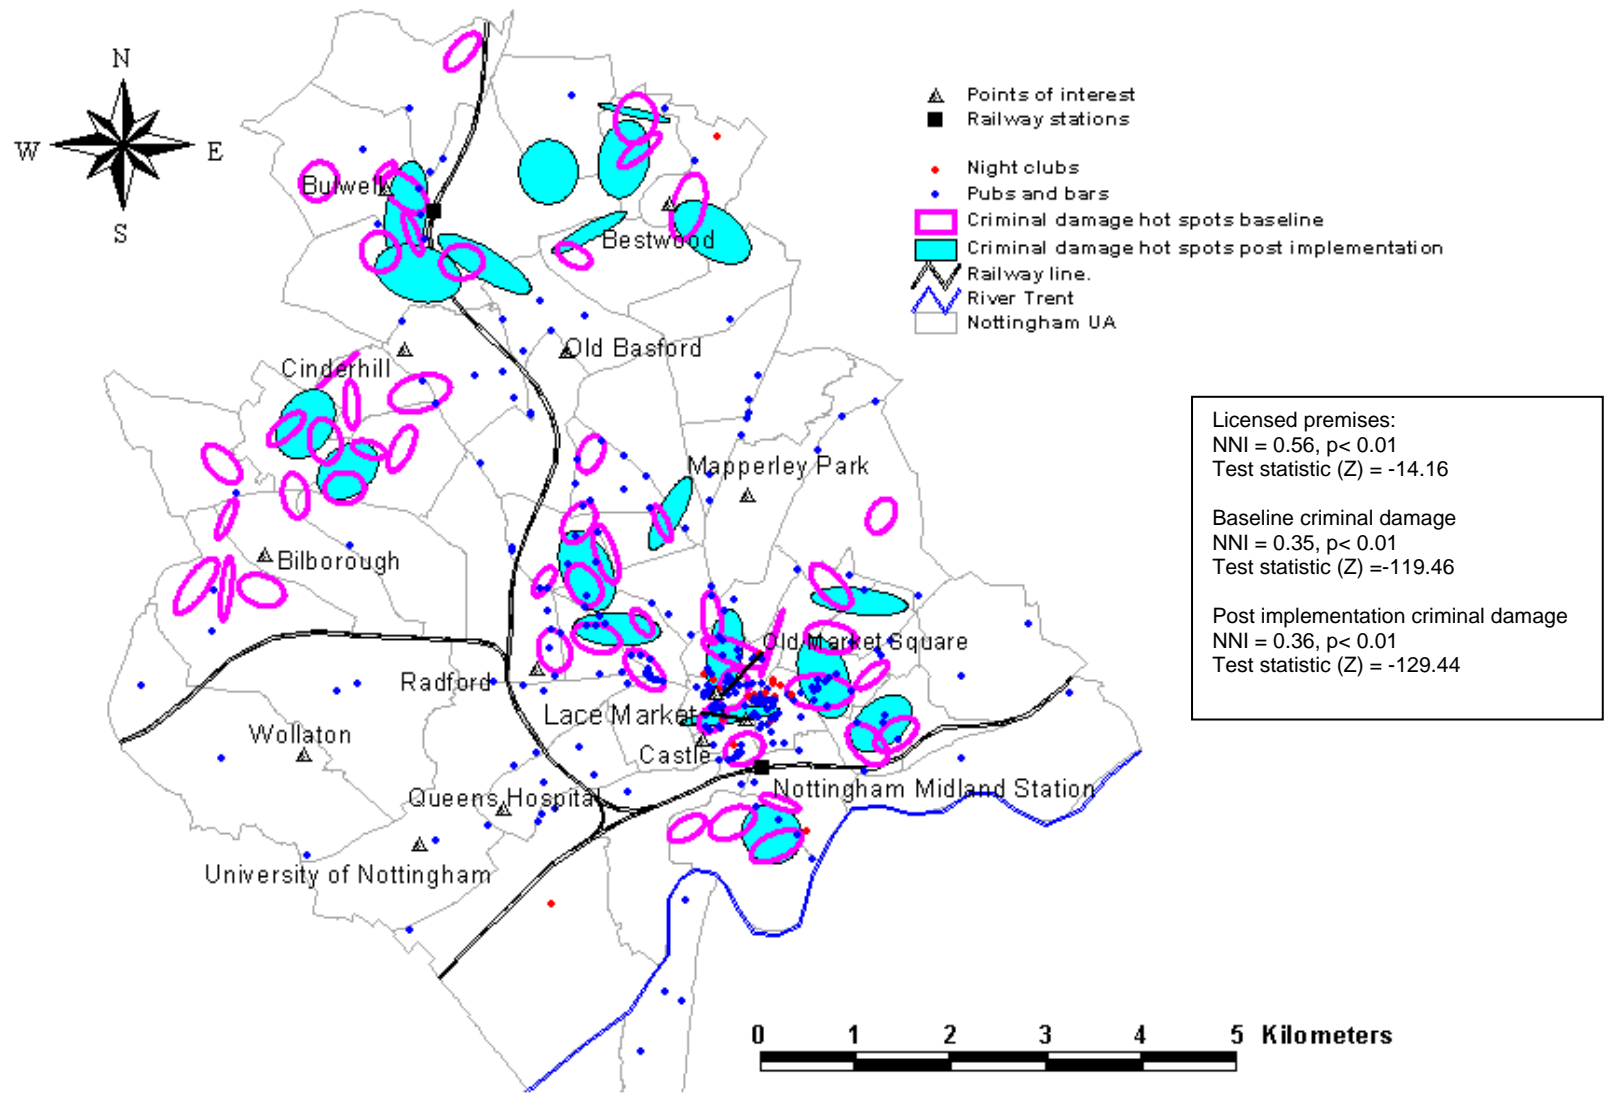 N
W
E
S
Points of interest
Railway stations
Night clubs
Pubs and bars
Criminal damage hot spots baseline
Criminal damage hot spots post implementation
Railway line.
River Trent
Nottingham UA
Bulwell
Bestwood
Old Basford
Cinderhill
Mapperley Park
Bilborough
Old Market Square
Radford
Lace Market
Wollaton
Castle
Nottingham Midland Station
Queens Hospital
University of Nottingham
Licensed premises:
NNI = 0.56, p< 0.01
Test statistic (Z) = -14.16
Baseline criminal damage
NNI = 0.35, p< 0.01
Test statistic (Z) =-119.46
Post implementation criminal damage
NNI = 0.36, p< 0.01
Test statistic (Z) = -129.44
0 1 2 3 4 5 Kilometers